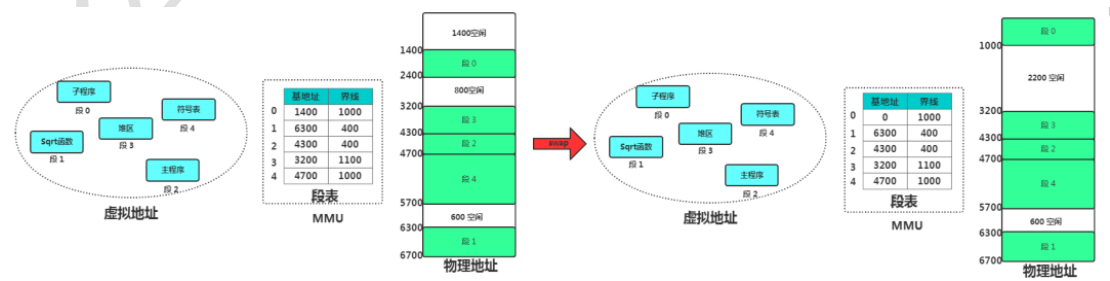 子程序
段 0
符号表
段 4
堆区
段 3
Sqrt函数
段 1
主程序
段 2
虚拟地址
基地址 界线
0 1400 1000
1 6300 400
2 4300 400
3 3200 1100
4 4700 1000
段表
MMU
1400空闲
1400
段 0
2400
800空闲
3200
段 3
4300
段 2
4700
段 4
5700
600 空闲
6300
段 1
6700
物理地址
swap
子程序
段 0
符号表
段 4
堆区
段 3
Sqrt函数
段 1
主程序
段 2
虚拟地址
基地址 界线
0 0 1000
1 6300 400
2 4300 400
3 3200 1100
4 4700 1000
段表
MMU
段 0
1000
2200 空闲
3200
段 3
4300
段 2
4700
段 4
5700
600 空闲
6300
段 1
6700
物理地址